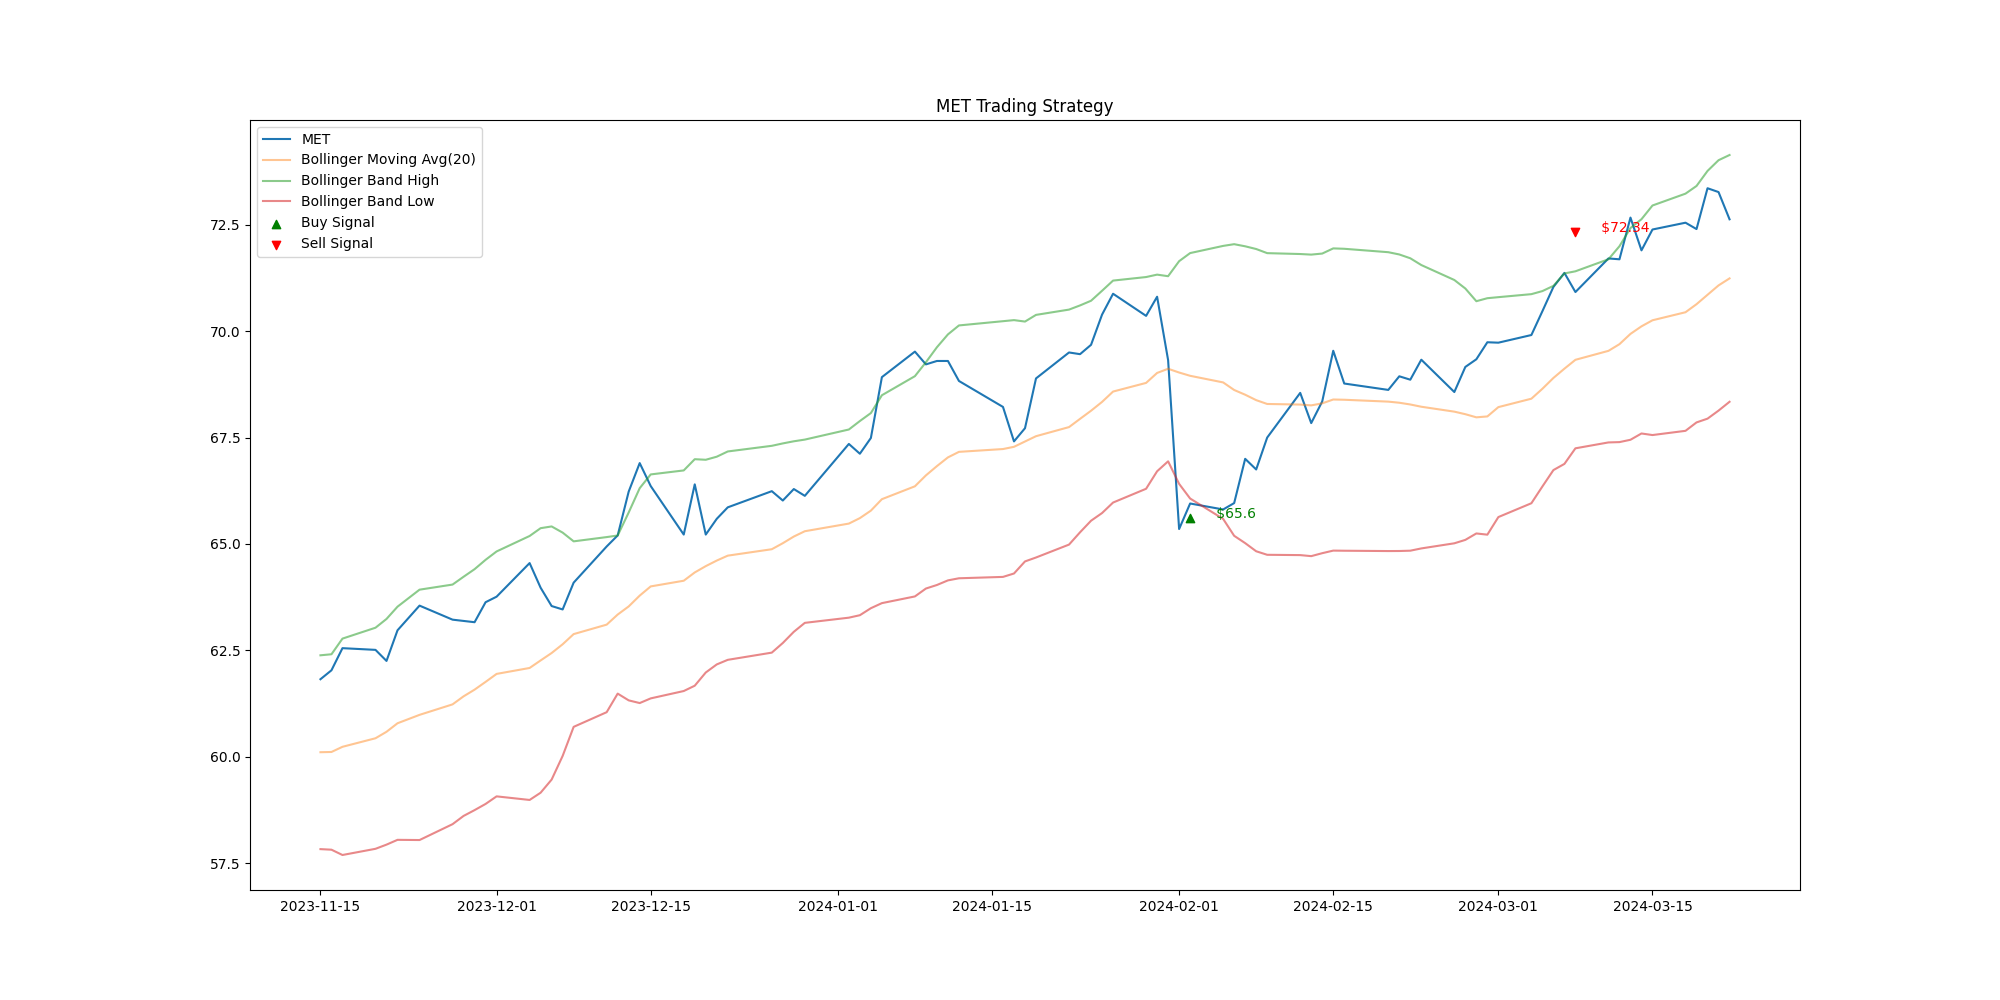 MET Trading Strategy
MET
Bollinger Moving Avg(20)
Bollinger Band High
Bollinger Band Low
Buy Signal
Sell Signal
72.5
70.0
67.5
65.0
62.5
60.0
57.5
$72.34
$65.6
2023-11-15
2023-12-01
2023-12-15
2024-01-01
2024-01-15
2024-02-01
2024-02-15
2024-03-01
2024-03-15